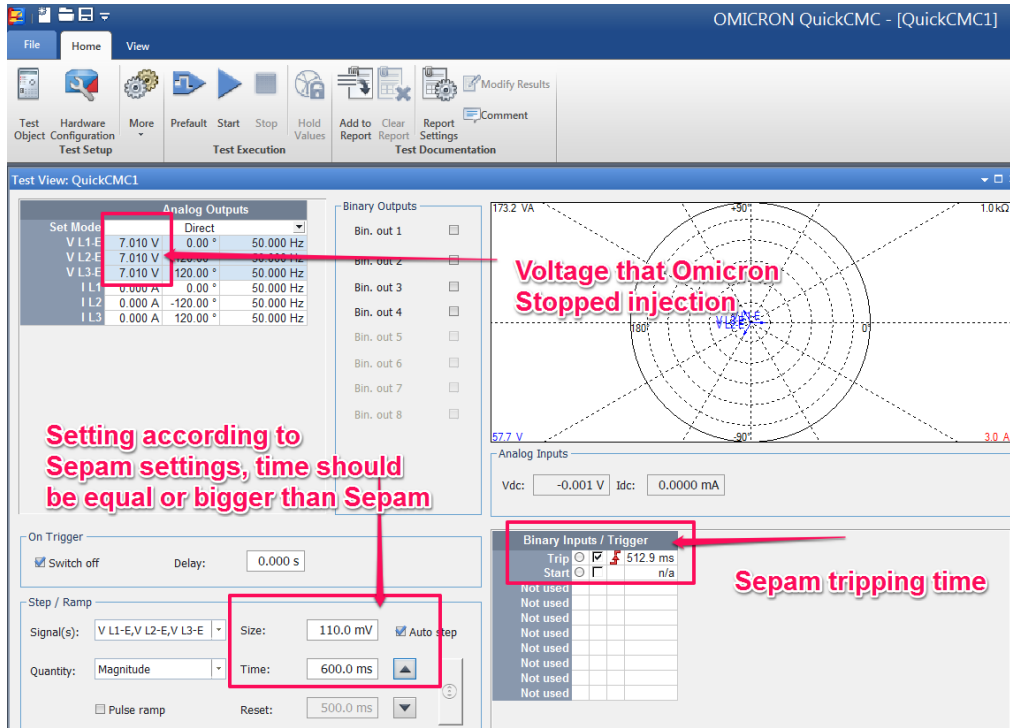 OMICRON QuickCMC - [QuickCMC1]
File Home View
Test Object
Hardware Configuration
More
Prefault
Start
Stop
Hold Values
Add to Report
Clear Report
Report Settings
Modify Results
Comment
Test Setup
Test Execution
Test Documentation
Test View: QuickCMC1
Analog Outputs
Set Mode Direct
V L1-E 7.010 V 0.00 ° 50.000 Hz
V L2-E 7.010 V -120.00 ° 50.000 Hz
V L3-E 7.010 V 120.00 ° 50.000 Hz
I L1 0.000 A 0.00 ° 50.000 Hz
I L2 0.000 A -120.00 ° 50.000 Hz
I L3 0.000 A 120.00 ° 50.000 Hz
Binary Outputs
Bin. out 1
Bin. out 2
Bin. out 3
Bin. out 4
Bin. out 5
Bin. out 6
Bin. out 7
Bin. out 8
173.2 VA
+90°
1.0 kΩ
180°
0°
57.7 V
-90°
3.0 A
Voltage that Omicron
Stopped injection
Setting according to
Sepam settings, time should
be equal or bigger than Sepam
Analog Inputs
Vdc: -0.001 V Idc: 0.0000 mA
On Trigger
Switch off Delay: 0.000 s
Step / Ramp
Signal(s): V L1-E,V L2-E,V L3-E Size: 110.0 mV Auto step
Quantity: Magnitude Time: 600.0 ms
Pulse ramp Reset: 500.0 ms
Binary Inputs / Trigger
Trip 512.9 ms
Start n/a
Not used
Not used
Not used
Not used
Not used
Not used
Not used
Not used
Sepam tripping time